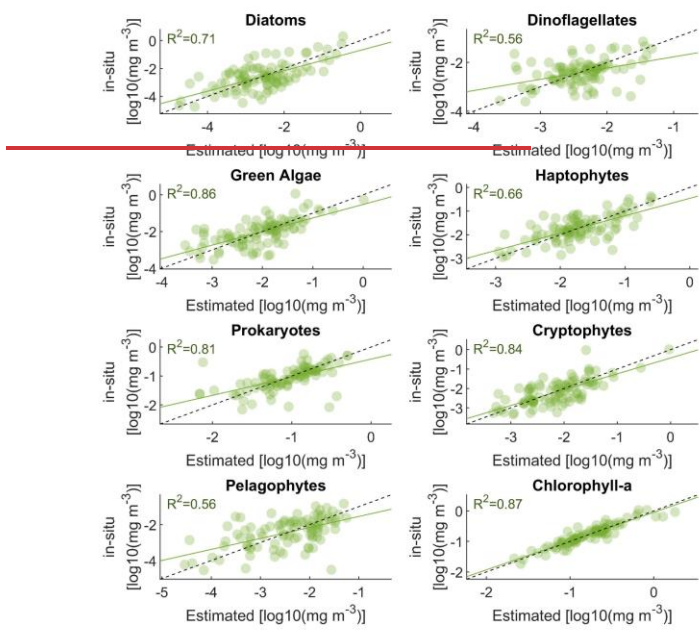 Diatoms
R²=0.71
in-situ
[log10(mg m⁻³)]
0
-2
-4
-4 -2 0
Estimated [log10(mg m⁻³)]
Dinoflagellates
R²=0.56
in-situ
[log10(mg m⁻³)]
-2
-4
-4 -3 -2 -1
Estimated [log10(mg m⁻³)]
Green Algae
R²=0.86
in-situ
[log10(mg m⁻³)]
0
-2
-4
-4 -3 -2 -1 0
Estimated [log10(mg m⁻³)]
Haptophytes
R²=0.66
in-situ
[log10(mg m⁻³)]
0
-1
-2
-3
-3 -2 -1 0
Estimated [log10(mg m⁻³)]
Prokaryotes
R²=0.81
in-situ
[log10(mg m⁻³)]
0
-1
-2
-2 -1 0
Estimated [log10(mg m⁻³)]
Cryptophytes
R²=0.84
in-situ
[log10(mg m⁻³)]
0
-1
-2
-3
-3 -2 -1 0
Estimated [log10(mg m⁻³)]
Pelagophytes
R²=0.56
in-situ
[log10(mg m⁻³)]
-2
-4
-5 -4 -3 -2 -1
Estimated [log10(mg m⁻³)]
Chlorophyll-a
R²=0.87
in-situ
[log10(mg m⁻³)]
0
-1
-2
-2 -1 0
Estimated [log10(mg m⁻³)]